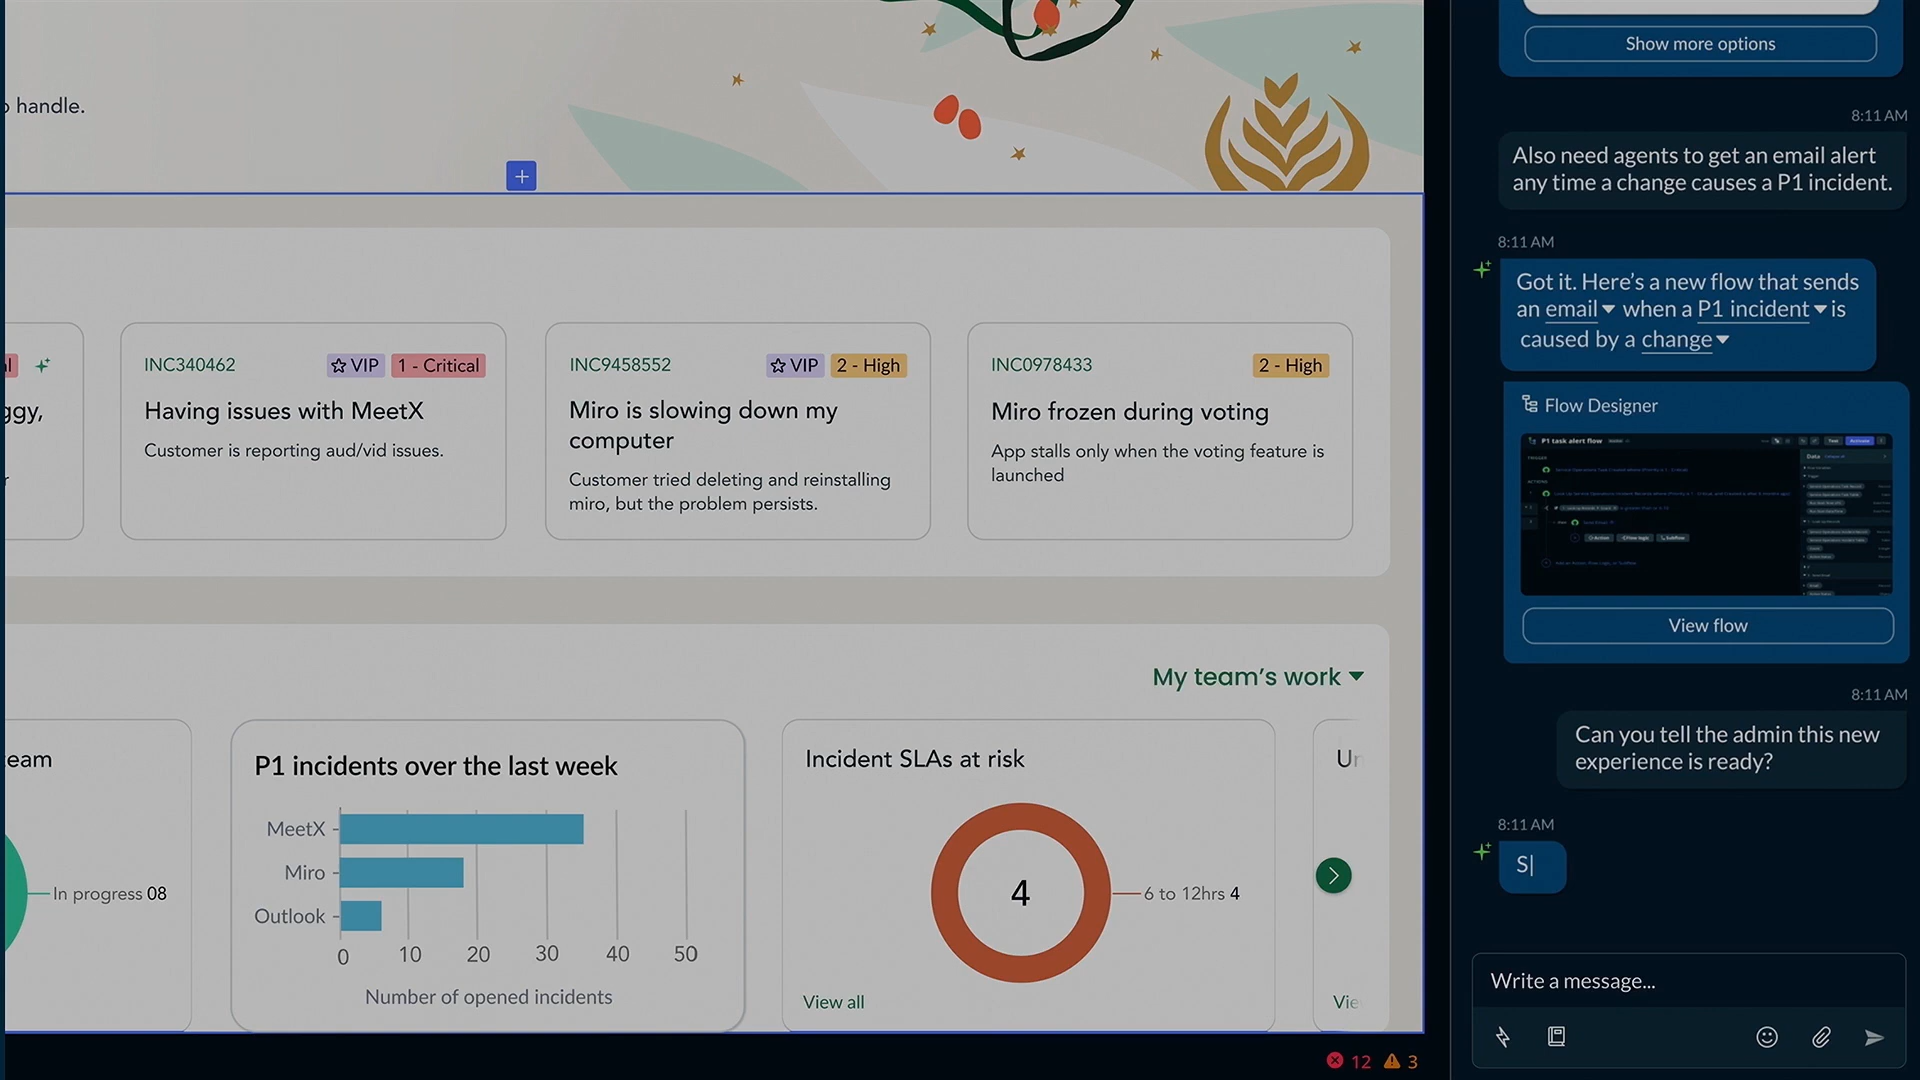 handle.
+
INC340462
VIP
1 - Critical
Having issues with MeetX
Customer is reporting aud/vid issues.
INC9458552
VIP
2 - High
Miro is slowing down my
computer
Customer tried deleting and reinstalling
miro, but the problem persists.
INC0978433
2 - High
Miro frozen during voting
App stalls only when the voting feature is
launched
My team's work
eam
In progress 08
P1 incidents over the last week
MeetX
Miro
Outlook
0 10 20 30 40 50
Number of opened incidents
Incident SLAs at risk
4
6 to 12hrs 4
View all
Un
Vie
12
3
Show more options
8:11 AM
Also need agents to get an email alert
any time a change causes a P1 incident.
8:11 AM
Got it. Here's a new flow that sends
an email when a P1 incident is
caused by a change
Flow Designer
P1 task alert flow
View flow
8:11 AM
Can you tell the admin this new
experience is ready?
8:11 AM
S
Write a message...